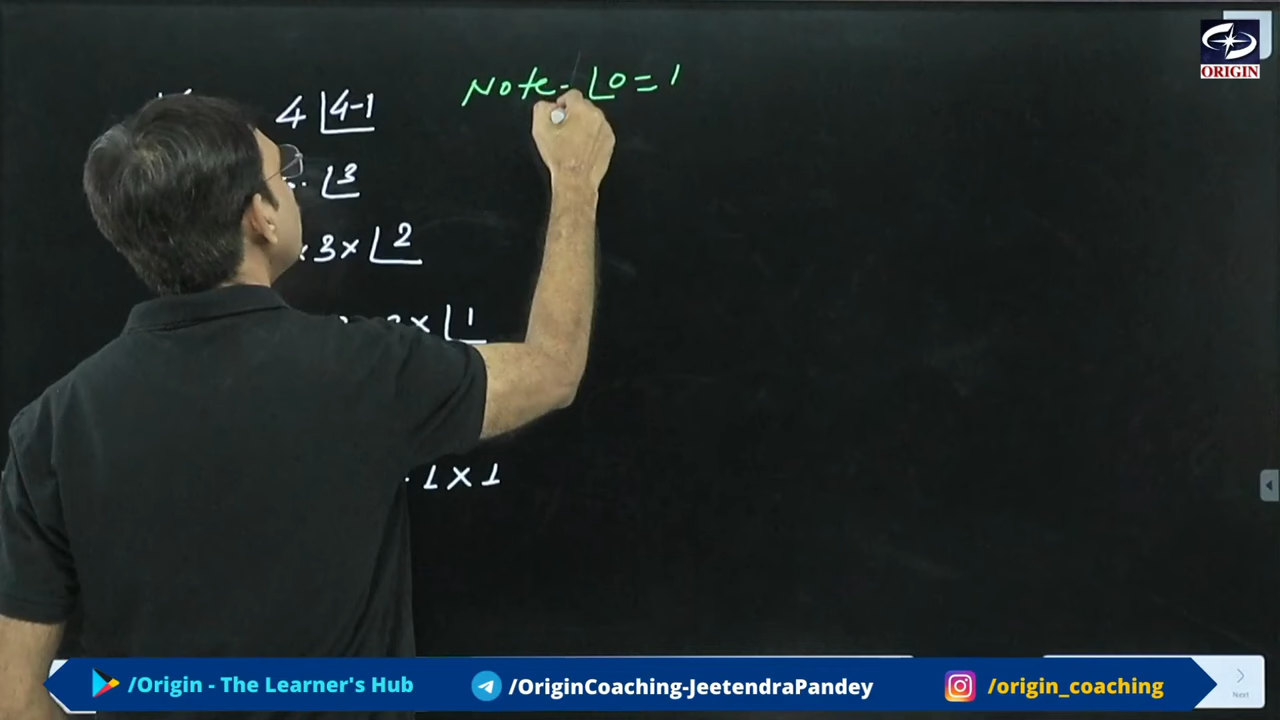 ORIGIN
Note- ⌊0 = 1
4 ⌊4-1
⌊3
3 × ⌊2
× ⌊1
1 × 1
Next
/Origin - The Learner's Hub
/OriginCoaching-JeetendraPandey
/origin_coaching